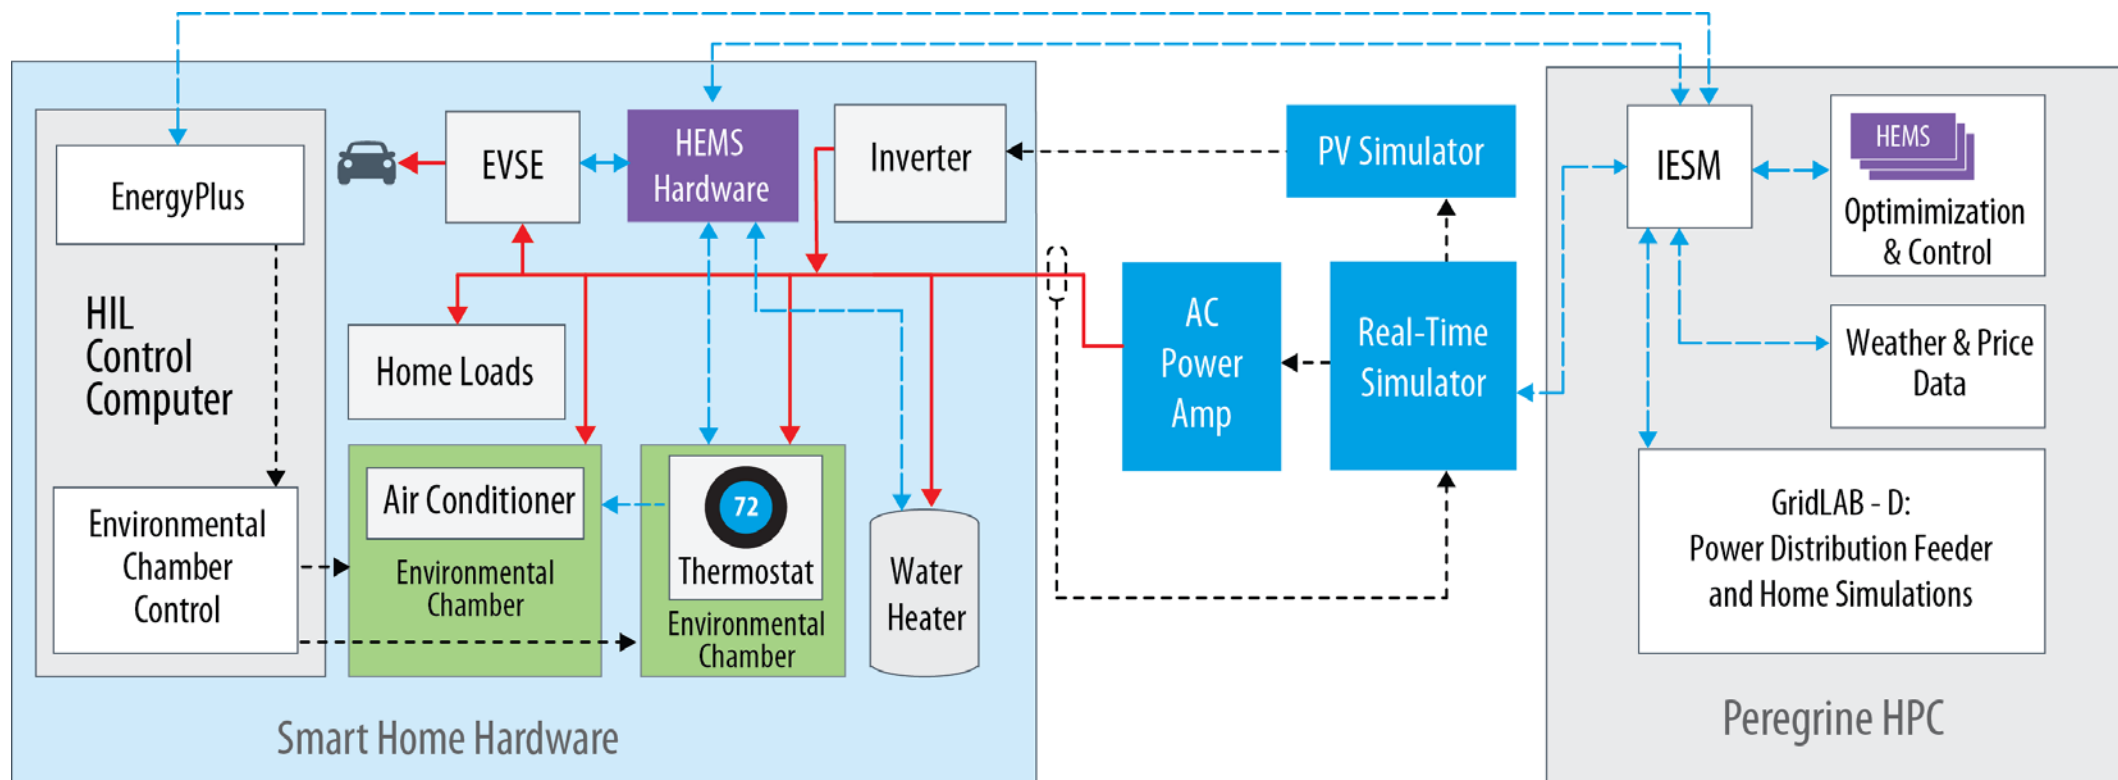 EnergyPlus
HIL
Control
Computer
Environmental
Chamber
Control
EVSE
HEMS
Hardware
Inverter
Home Loads
Air Conditioner
Environmental
Chamber
72
Thermostat
Environmental
Chamber
Water
Heater
Smart Home Hardware
PV Simulator
AC
Power
Amp
Real-Time
Simulator
IESM
HEMS
Optimimization
& Control
Weather & Price
Data
GridLAB - D:
Power Distribution Feeder
and Home Simulations
Peregrine HPC